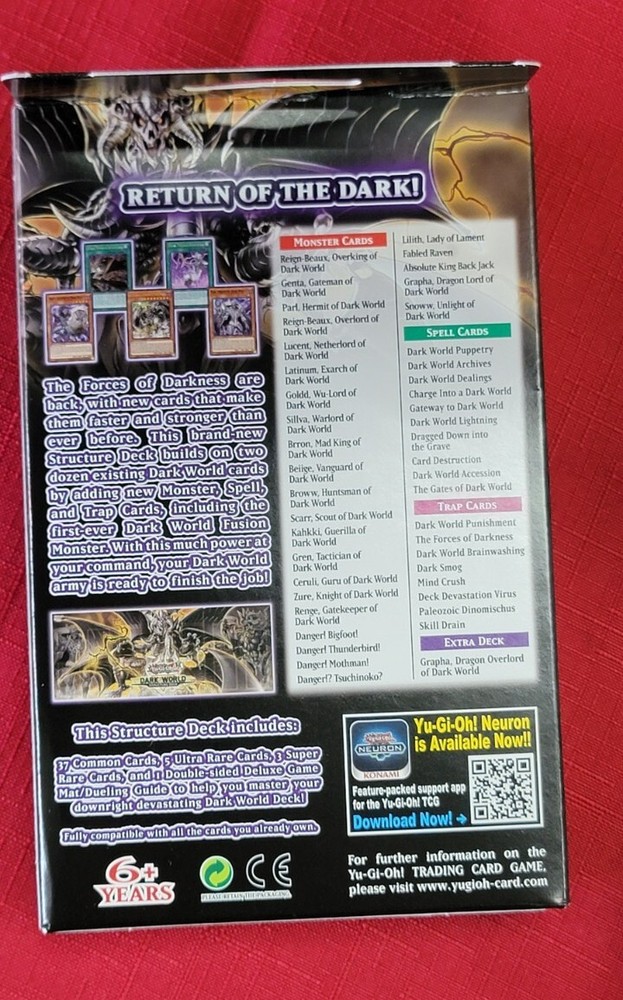 RETURN OF THE DARK!
MONSTER CARDS
Reign-Beaux, Overking of
Dark World
Genta, Gateman of
Dark World
Parl, Hermit of Dark World
Reign-Beaux, Overlord of
Dark World
Lucent, Netherlord of
Dark World
Latinum, Exarch of
Dark World
Goldd, Wu-Lord of
Dark World
Sillva, Warlord of
Dark World
Brron, Mad King of
Dark World
Beiige, Vanguard of
Dark World
Broww, Huntsman of
Dark World
Scarr, Scout of Dark World
Kahkki, Guerilla of
Dark World
Gren, Tactician of
Dark World
Ceruli, Guru of Dark World
Zure, Knight of Dark World
Renge, Gatekeeper of
Dark World
Danger! Bigfoot!
Danger! Thunderbird!
Danger! Mothman!
Danger!? Tsuchinoko?
Lilith, Lady of Lament
Fabled Raven
Absolute King Back Jack
Grapha, Dragon Lord of
Dark World
Snoww, Unlight of
Dark World
SPELL CARDS
Dark World Puppetry
Dark World Archives
Dark World Dealings
Charge Into a Dark World
Gateway to Dark World
Dark World Lightning
Dragged Down into
the Grave
Card Destruction
Dark World Accession
The Gates of Dark World
TRAP CARDS
Dark World Punishment
The Forces of Darkness
Dark World Brainwashing
Dark Smog
Mind Crush
Deck Devastation Virus
Paleozoic Dinomischus
Skill Drain
EXTRA DECK
Grapha, Dragon Overlord
of Dark World
The Forces of Darkness are
back, with new cards that make
them faster and stronger than
ever before. This brand-new
Structure Deck builds on two
dozen existing Dark World cards
by adding new Monster, Spell,
and Trap Cards, including the
first-ever Dark World Fusion
Monster. With this much power at
your command, your Dark World
army is ready to finish the job!
DARK WORLD
This Structure Deck includes:
37 Common Cards, 5 Ultra Rare Cards, 3 Super
Rare Cards, and 1 Double-sided Deluxe Game
Mat/Dueling Guide to help you master your
downright devastating Dark World Deck!
Fully compatible with all the cards you already own.
6+
YEARS
PLEASE RETAIN THE PACKAGING.
CE
NEURON
KONAMI
Yu-Gi-Oh! Neuron
is Available Now!!
Feature-packed support app
for the Yu-Gi-Oh! TCG
Download Now! →
For further information on the
Yu-Gi-Oh! TRADING CARD GAME,
please visit www.yugioh-card.com